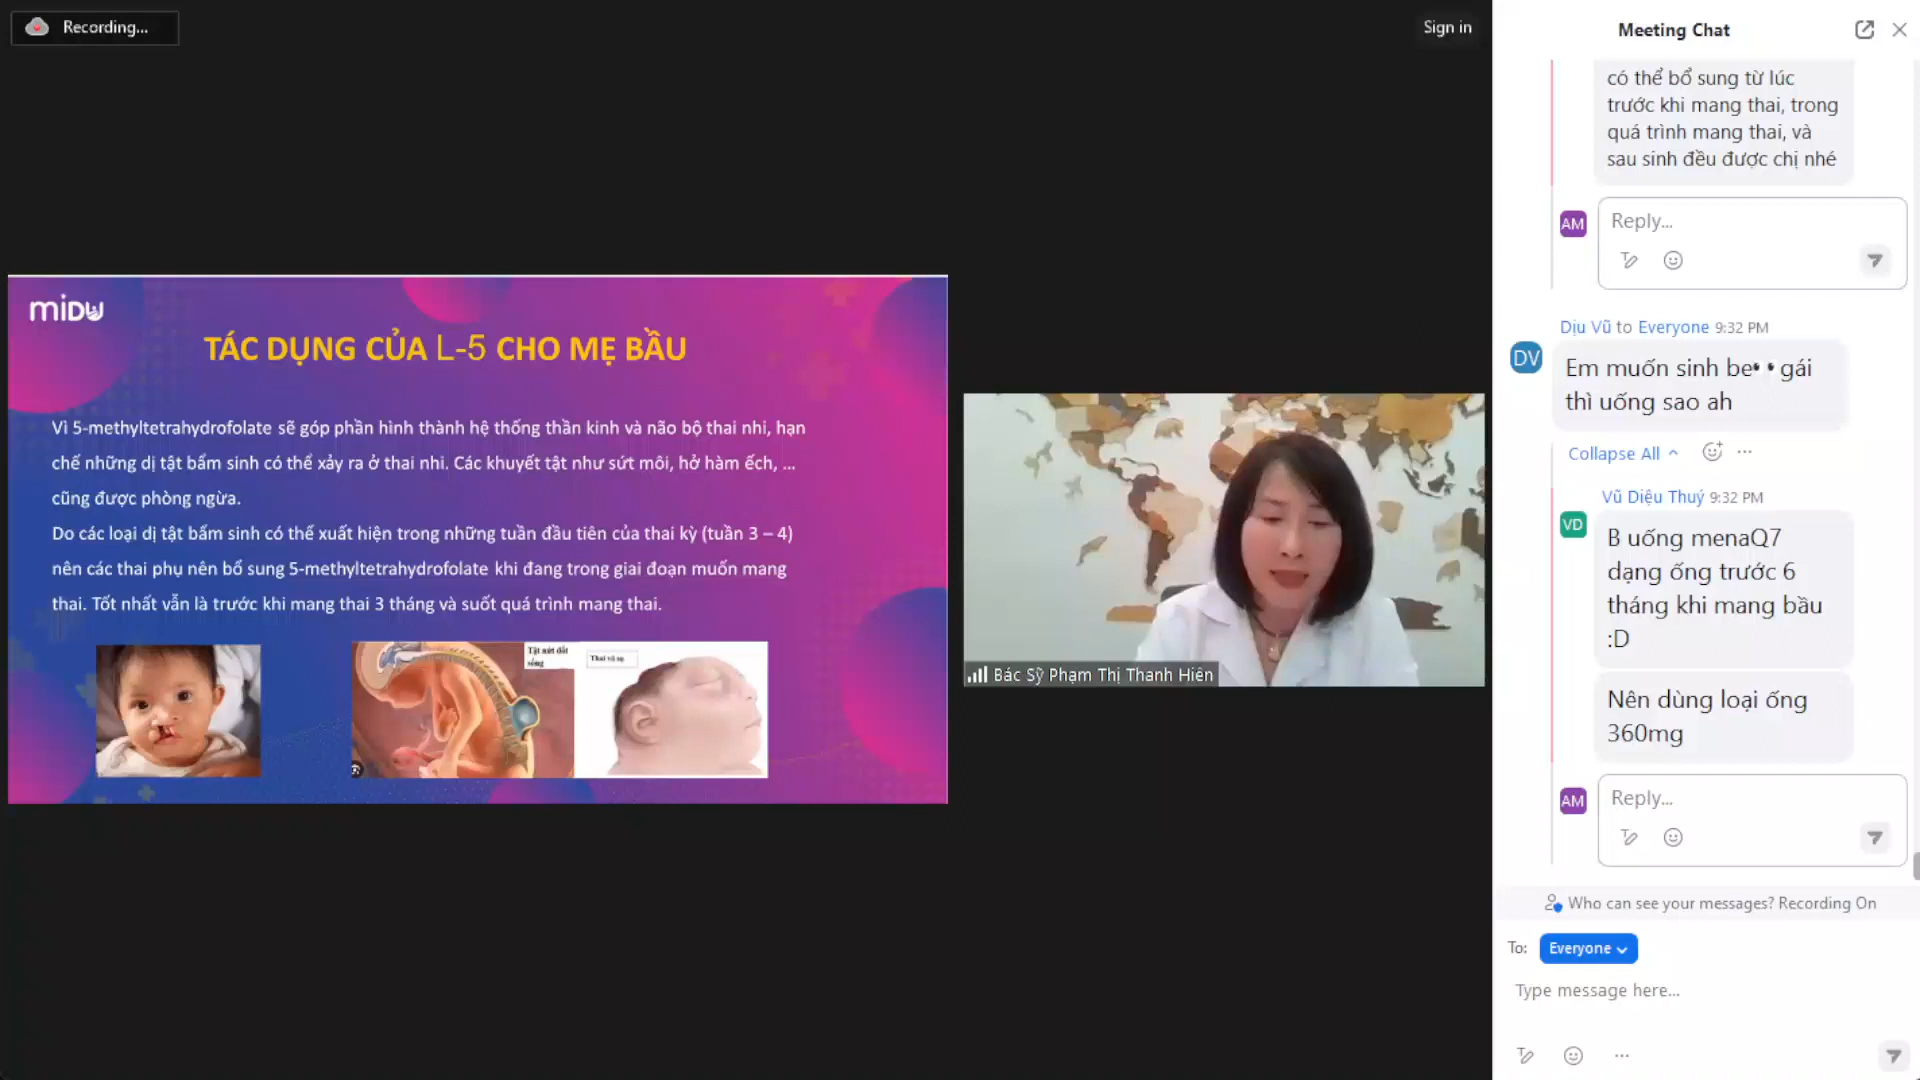 Recording...
Sign in
miDU
TÁC DỤNG CỦA L-5 CHO MẸ BẦU
Vì 5-methyltetrahydrofolate sẽ góp phần hình thành hệ thống thần kinh và não bộ thai nhi, hạn
chế những dị tật bẩm sinh có thể xảy ra ở thai nhi. Các khuyết tật như sứt môi, hở hàm ếch, ...
cũng được phòng ngừa.
Do các loại dị tật bẩm sinh có thể xuất hiện trong những tuần đầu tiên của thai kỳ (tuần 3 – 4)
nên các thai phụ nên bổ sung 5-methyltetrahydrofolate khi đang trong giai đoạn muốn mang
thai. Tốt nhất vẫn là trước khi mang thai 3 tháng và suốt quá trình mang thai.
Tật nứt đốt
sống
Thai vô sọ
Bác Sỹ Phạm Thị Thanh Hiên
Meeting Chat
có thể bổ sung từ lúc
trước khi mang thai, trong
quá trình mang thai, và
sau sinh đều được chị nhé
AM
Reply...
Dịu Vũ to Everyone 9:32 PM
DV
Em muốn sinh be gái
thì uống sao ah
Collapse All
Vũ Diệu Thuý 9:32 PM
VD
B uống menaQ7
dạng ống trước 6
tháng khi mang bầu
:D
Nên dùng loại ống
360mg
AM
Reply...
Who can see your messages? Recording On
To: Everyone
Type message here...